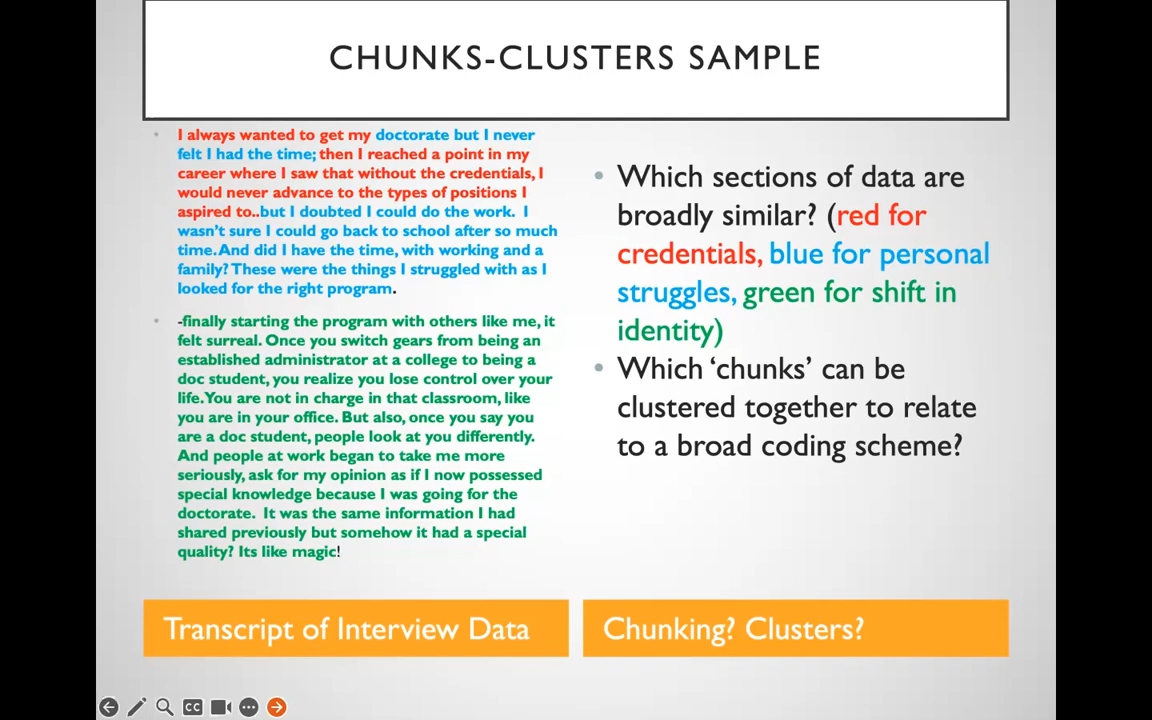 CHUNKS-CLUSTERS SAMPLE
• I always wanted to get my doctorate but I never
felt I had the time; then I reached a point in my
career where I saw that without the credentials, I
would never advance to the types of positions I
aspired to..but I doubted I could do the work. I
wasn't sure I could go back to school after so much
time. And did I have the time, with working and a
family? These were the things I struggled with as I
looked for the right program.
• -finally starting the program with others like me, it
felt surreal. Once you switch gears from being an
established administrator at a college to being a
doc student, you realize you lose control over your
life. You are not in charge in that classroom, like
you are in your office. But also, once you say you
are a doc student, people look at you differently.
And people at work began to take me more
seriously, ask for my opinion as if I now possessed
special knowledge because I was going for the
doctorate. It was the same information I had
shared previously but somehow it had a special
quality? Its like magic!
• Which sections of data are
broadly similar? (red for
credentials, blue for personal
struggles, green for shift in
identity)
• Which ‘chunks’ can be
clustered together to relate
to a broad coding scheme?
Transcript of Interview Data
Chunking? Clusters?
CC